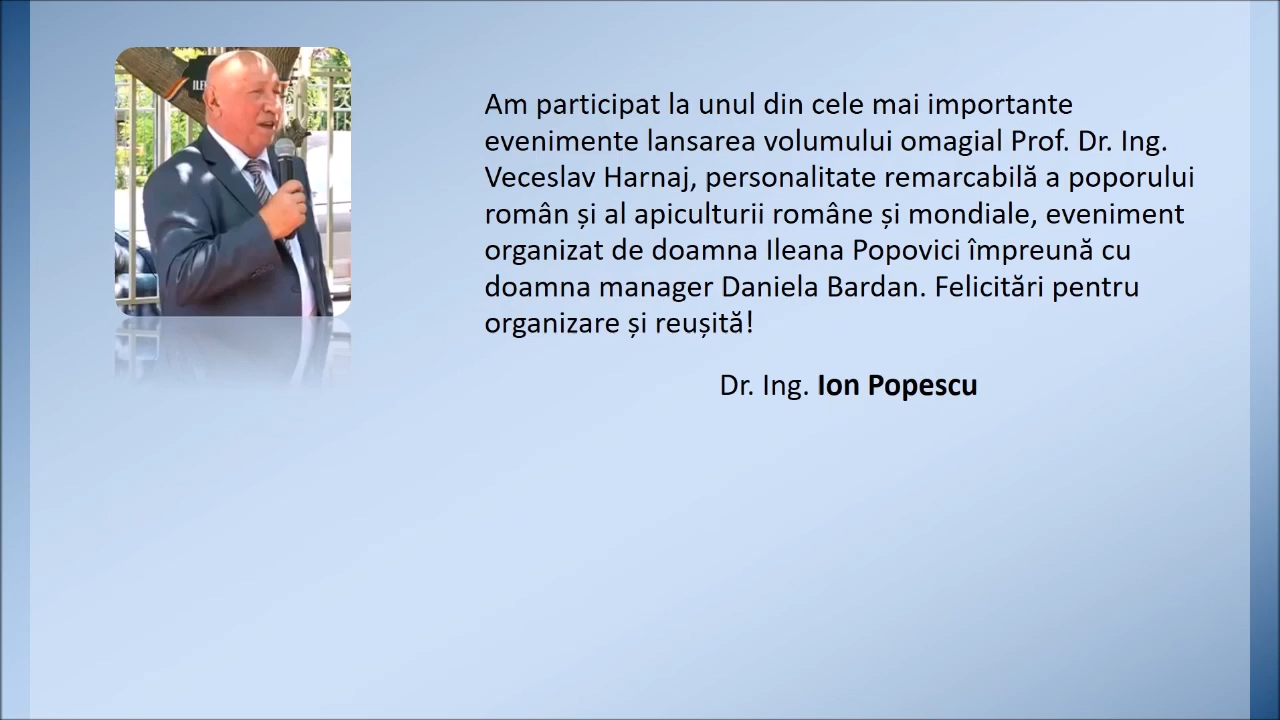 Am participat la unul din cele mai importante
evenimente lansarea volumului omagial Prof. Dr. Ing.
Veceslav Harnaj, personalitate remarcabilă a poporului
român și al apiculturii române și mondiale, eveniment
organizat de doamna Ileana Popovici împreună cu
doamna manager Daniela Bardan. Felicitări pentru
organizare și reușită!
Dr. Ing. Ion Popescu